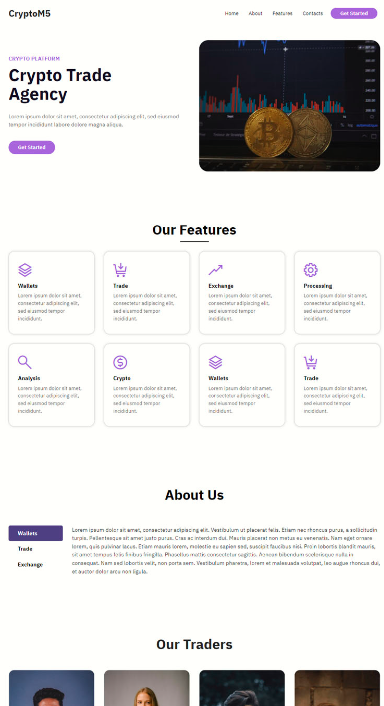 CryptoM5
Home About Features Contacts Get Started
CRYPTO PLATFORM
Crypto Trade
Agency
Lorem ipsum dolor sit amet, consectetur adipiscing elit, sed eiusmod
tempor incididunt labore dolore magna aliqua.
Get Started
Our Features
Wallets
Lorem ipsum dolor sit amet,
consectetur adipiscing elit,
sed eiusmod tempor
incididunt.
Trade
Lorem ipsum dolor sit amet,
consectetur adipiscing elit,
sed eiusmod tempor
incididunt.
Exchange
Lorem ipsum dolor sit amet,
consectetur adipiscing elit,
sed eiusmod tempor
incididunt.
Processing
Lorem ipsum dolor sit amet,
consectetur adipiscing elit,
sed eiusmod tempor
incididunt.
Analysis
Lorem ipsum dolor sit amet,
consectetur adipiscing elit,
sed eiusmod tempor
incididunt.
Crypto
Lorem ipsum dolor sit amet,
consectetur adipiscing elit,
sed eiusmod tempor
incididunt.
Wallets
Lorem ipsum dolor sit amet,
consectetur adipiscing elit,
sed eiusmod tempor
incididunt.
Trade
Lorem ipsum dolor sit amet,
consectetur adipiscing elit,
sed eiusmod tempor
incididunt.
About Us
Wallets
Trade
Exchange
Lorem ipsum dolor sit amet, consectetur adipiscing elit. Vestibulum ut placerat felis. Etiam nec rhoncus purus, a sollicitudin
turpis. Pellentesque sit amet justo purus. Cras ac interdum dui. Mauris placerat non metus eu venenatis. Nam eget ornare
lorem, quis pulvinar lacus. Etiam mauris lorem, molestie eu sapien sed, suscipit faucibus nisi. Proin lobortis blandit mauris,
sit amet tempus felis finibus fringilla. Phasellus mattis consectetur sagittis. Aenean bibendum scelerisque nulla in
consequat. Nam sed lobortis velit, non porta sem. Vestibulum pharetra, lorem et malesuada volutpat, leo augue rhoncus dui,
et auctor dolor arcu non ligula.
Our Traders